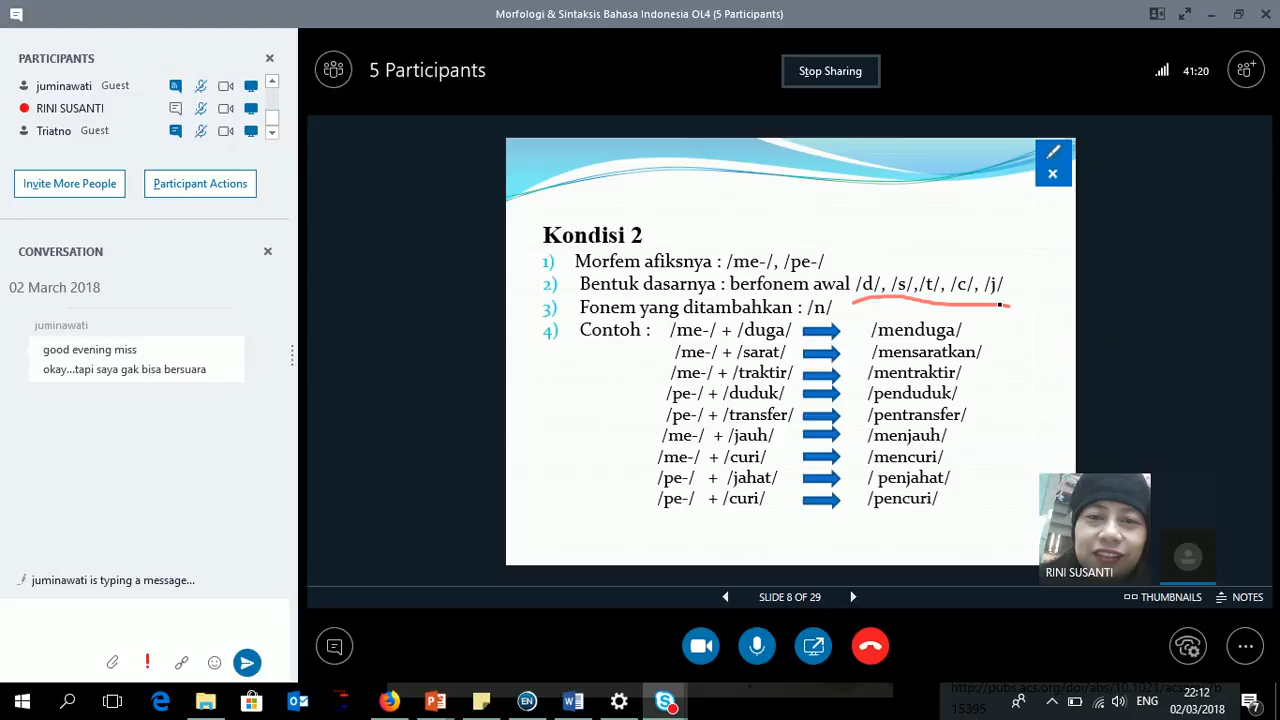 Morfologi & Sintaksis Bahasa Indonesia OL4 (5 Participants)
PARTICIPANTS
juminawati Guest
RINI SUSANTI
Triatno Guest
Invite More People
Participant Actions
CONVERSATION
02 March 2018
juminawati
good evening miss
okay...tapi saya gak bisa bersuara
juminawati is typing a message...
5 Participants
Stop Sharing
41:20
Kondisi 2
1) Morfem afiksnya : /me-/, /pe-/
2) Bentuk dasarnya : berfonem awal /d/, /s/,/t/, /c/, /j/
3) Fonem yang ditambahkan : /n/
4) Contoh : /me-/ + /duga/ /menduga/
/me-/ + /sarat/ /mensaratkan/
/me-/ + /traktir/ /mentraktir/
/pe-/ + /duduk/ /penduduk/
/pe-/ + /transfer/ /pentransfer/
/me-/ + /jauh/ /menjauh/
/me-/ + /curi/ /mencuri/
/pe-/ + /jahat/ / penjahat/
/pe-/ + /curi/ /pencuri/
RINI SUSANTI
SLIDE 8 OF 29
THUMBNAILS
NOTES
ENG
22:12
02/03/2018
7
15395